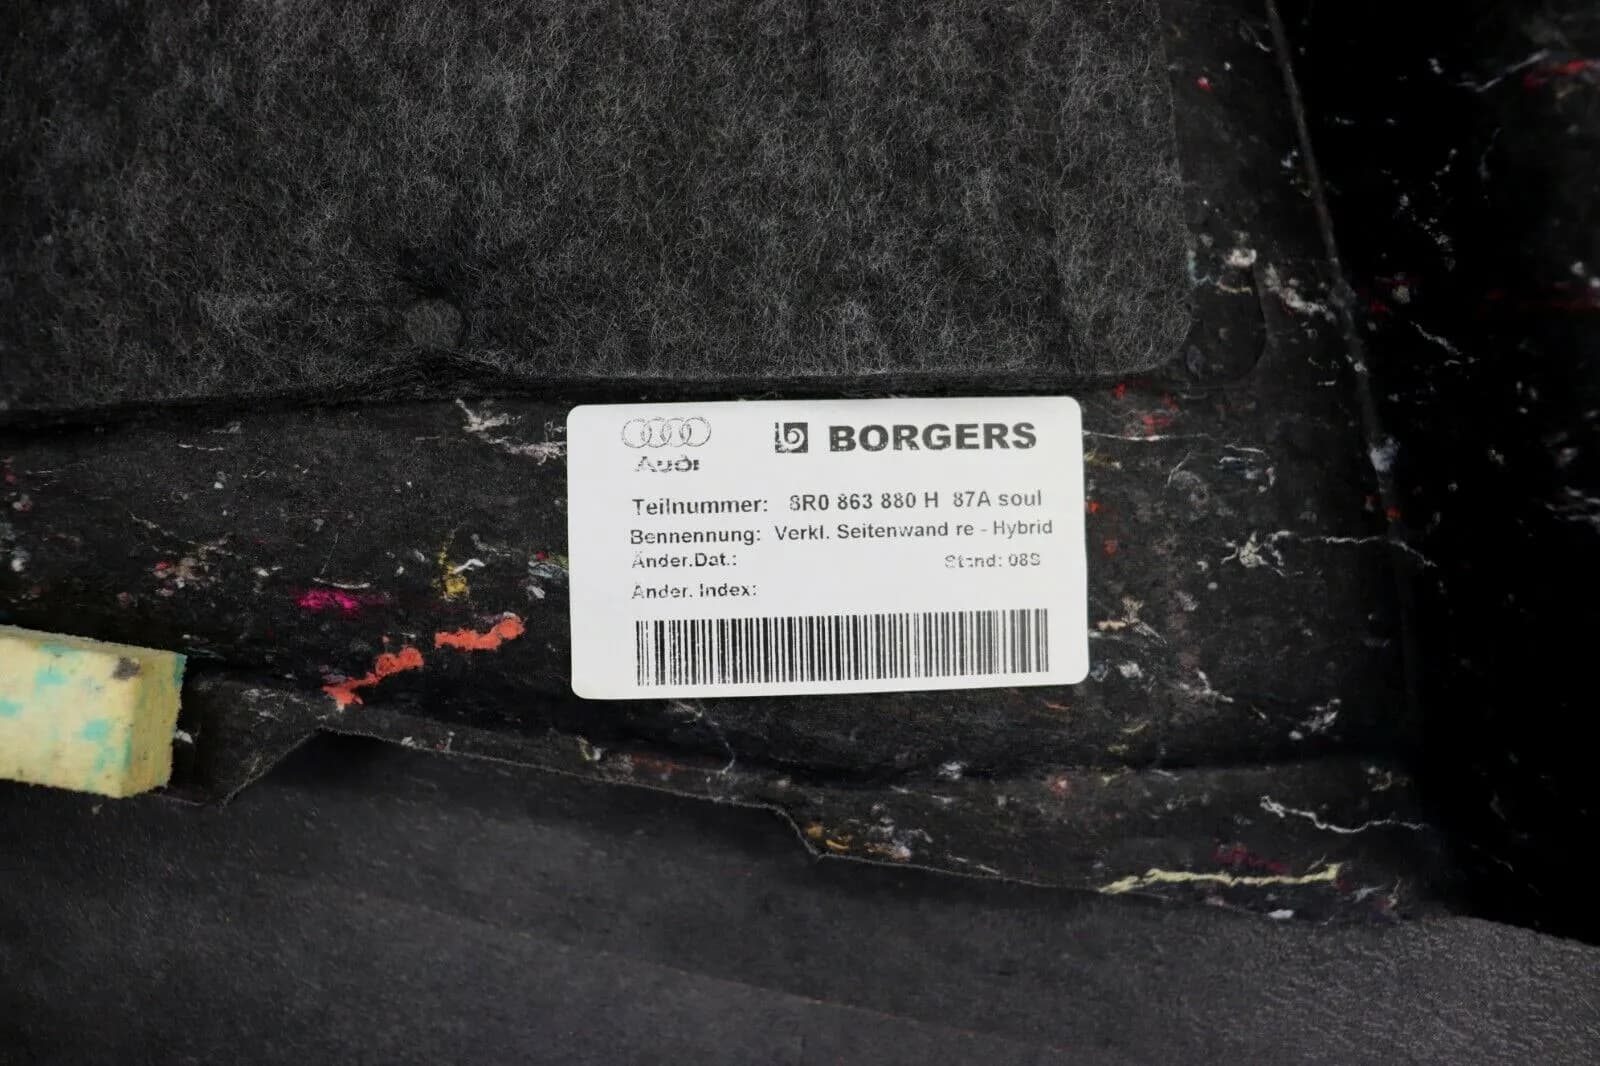 Audi
BORGERS
Teilnummer: 8R0 863 880 H 87A soul
Bennennung: Verkl. Seitenwand re - Hybrid
Änder.Dat.: Stand: 08S
Änder. Index: